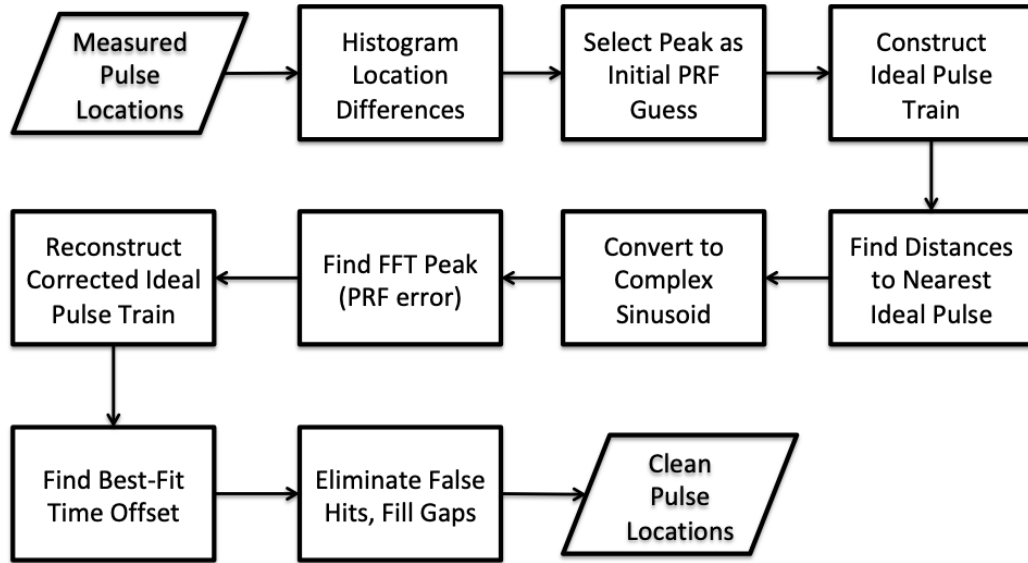 Measured
Pulse
Locations
Histogram
Location
Differences
Select Peak as
Initial PRF
Guess
Construct
Ideal Pulse
Train
Reconstruct
Corrected Ideal
Pulse Train
Find FFT Peak
(PRF error)
Convert to
Complex
Sinusoid
Find Distances
to Nearest
Ideal Pulse
Find Best-Fit
Time Offset
Eliminate False
Hits, Fill Gaps
Clean
Pulse
Locations